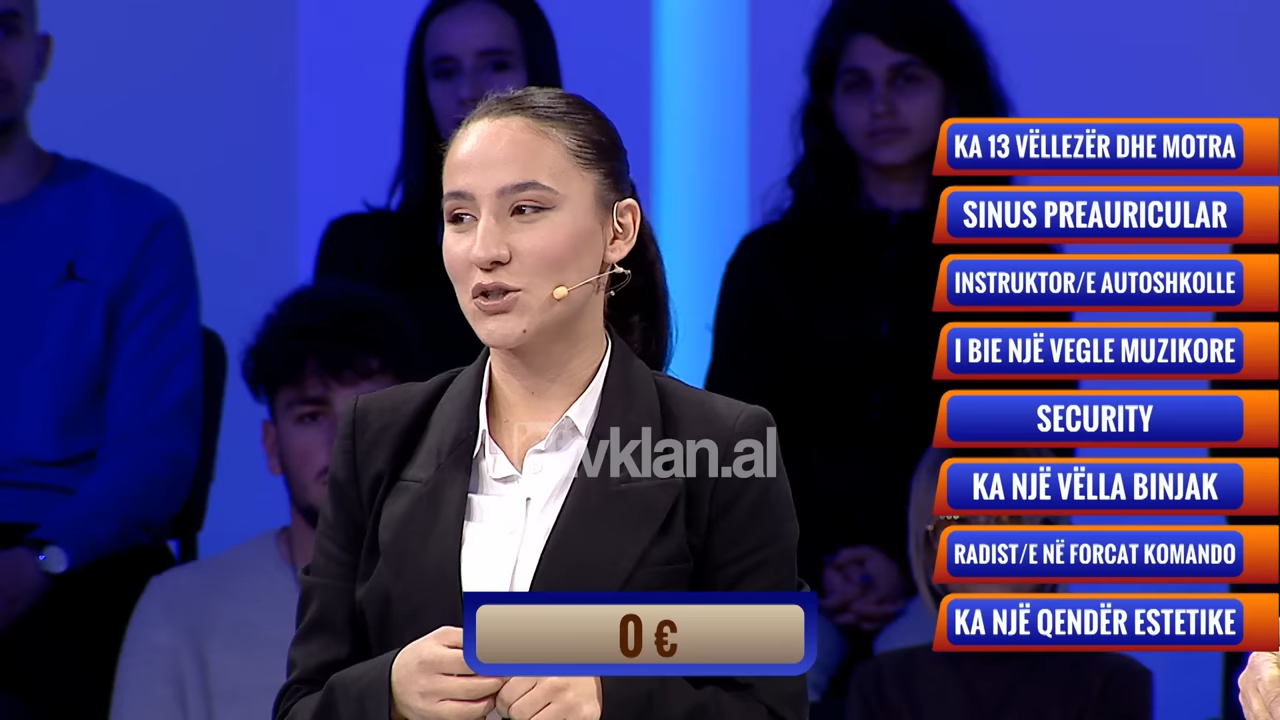 KA 13 VËLLEZËR DHE MOTRA
SINUS PREAURICULAR
INSTRUKTOR/E AUTOSHKOLLE
I BIE NJË VEGLE MUZIKORE
SECURITY
tvklan.al
KA NJË VËLLA BINJAK
RADIST/E NË FORCAT KOMANDO
KA NJË QENDËR ESTETIKE
0 €